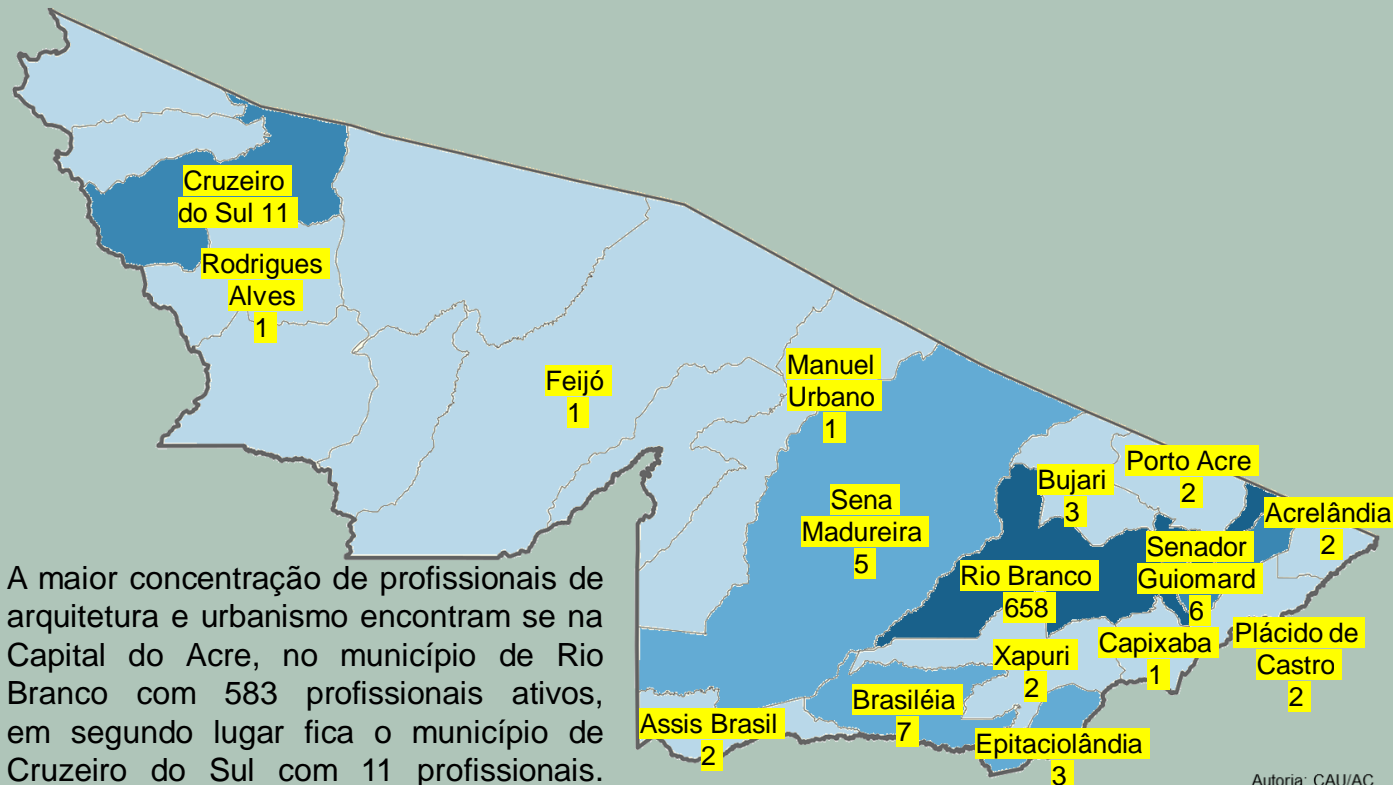 Cruzeiro
do Sul 11
Rodrigues
Alves
1
Feijó
1
Manuel
Urbano
1
Sena
Madureira
5
Bujari
3
Porto Acre
2
Acrelândia
2
Rio Branco
658
Senador
Guiomard
6
Plácido de
Castro
2
Capixaba
1
Xapuri
2
Brasiléia
7
Assis Brasil
2
Epitaciolândia
3
A maior concentração de profissionais de
arquitetura e urbanismo encontram se na
Capital do Acre, no município de Rio
Branco com 583 profissionais ativos,
em segundo lugar fica o município de
Cruzeiro do Sul com 11 profissionais.
Autoria: CAU/AC